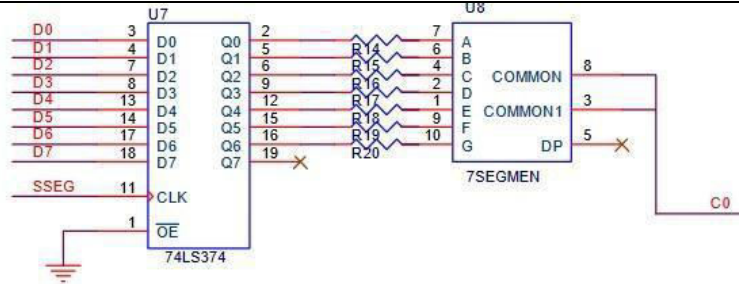 U7 U8
D0 3 D0 Q0 2 R14 7 A
D1 4 D1 Q1 5 R15 6 B
D2 7 D2 Q2 6 R16 4 C COMMON 8
D3 8 D3 Q3 9 R17 2 D
D4 13 D4 Q4 12 R18 1 E COMMON1 3
D5 14 D5 Q5 15 R19 9 F
D6 17 D6 Q6 16 R20 10 G DP 5
D7 18 D7 Q7 19
7SEGMEN
SSEG 11 CLK
C0
1 OE
74LS374